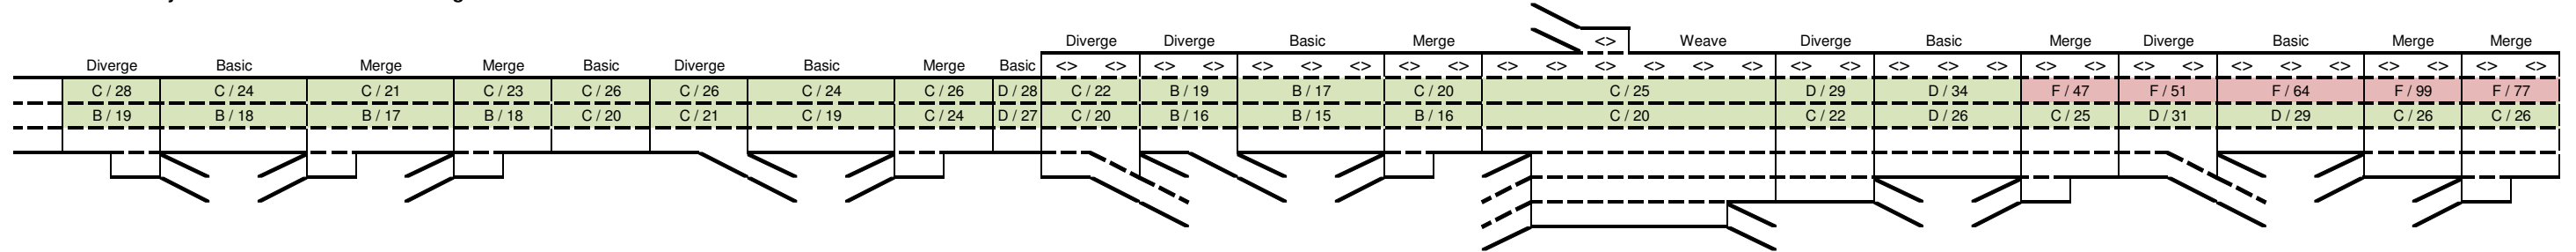 <> Weave
Diverge Diverge Basic Merge Diverge Basic Merge Diverge Basic Merge Merge
Diverge Basic Merge Merge Basic Diverge Basic Merge Basic <> <> <> <> <> <> <> <> <> <> <> <> <> <> <> <> <> <> <> <> <> <> <> <> <> <> <> <> <> <> <>
C / 28 C / 24 C / 21 C / 23 C / 26 C / 26 C / 24 C / 26 D / 28 C / 22 B / 19 B / 17 C / 20 C / 25 D / 29 D / 34 F / 47 F / 51 F / 64 F / 99 F / 77
B / 19 B / 18 B / 17 B / 18 C / 20 C / 21 C / 19 C / 24 D / 27 C / 20 B / 16 B / 15 B / 16 C / 20 C / 22 D / 26 C / 25 D / 31 D / 29 C / 26 C / 26